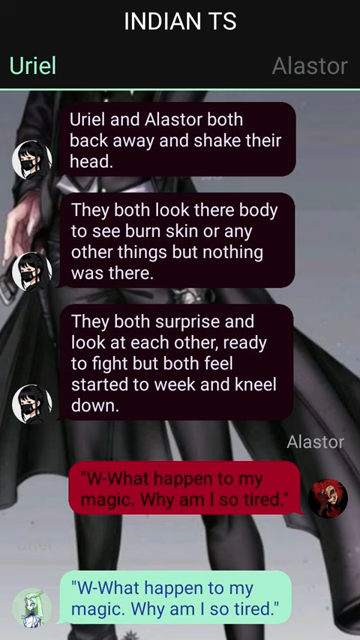 INDIAN TS
Uriel Alastor
Uriel and Alastor both
back away and shake their
head.
They both look there body
to see burn skin or any
other things but nothing
was there.
They both surprise and
look at each other, ready
to fight but both feel
started to week and kneel
down.
Alastor
"W-What happen to my
magic. Why am I so tired."
Uriel
"W-What happen to my
magic. Why am I so tired."